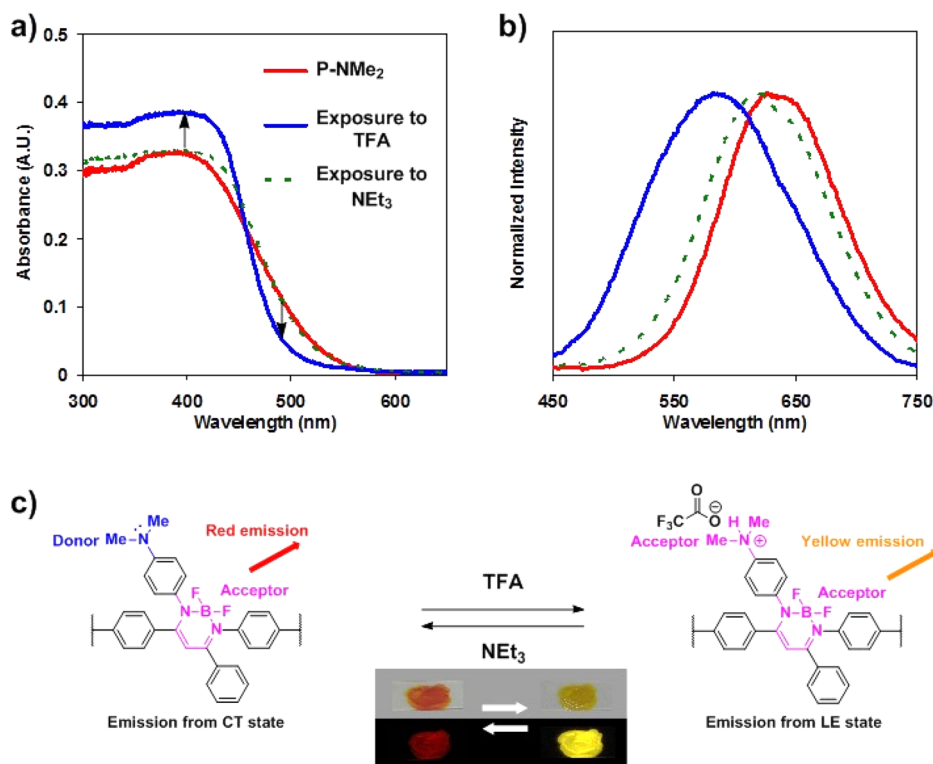 a)
Absorbance (A.U.)
0.5
0.4
0.3
0.2
0.1
0
300
400
500
600
Wavelength (nm)
P-NMe₂
Exposure to
TFA
Exposure to
NEt₃
b)
Normalized Intensity
450
550
650
750
Wavelength (nm)
c)
Me
Donor Me N
Red emission
F
Acceptor
B F
N N
Emission from CT state
TFA
NEt₃
O
F₃C O ⊖
H Me
Acceptor
Me N ⊕
Yellow emission
F
Acceptor
B F
N N
Emission from LE state